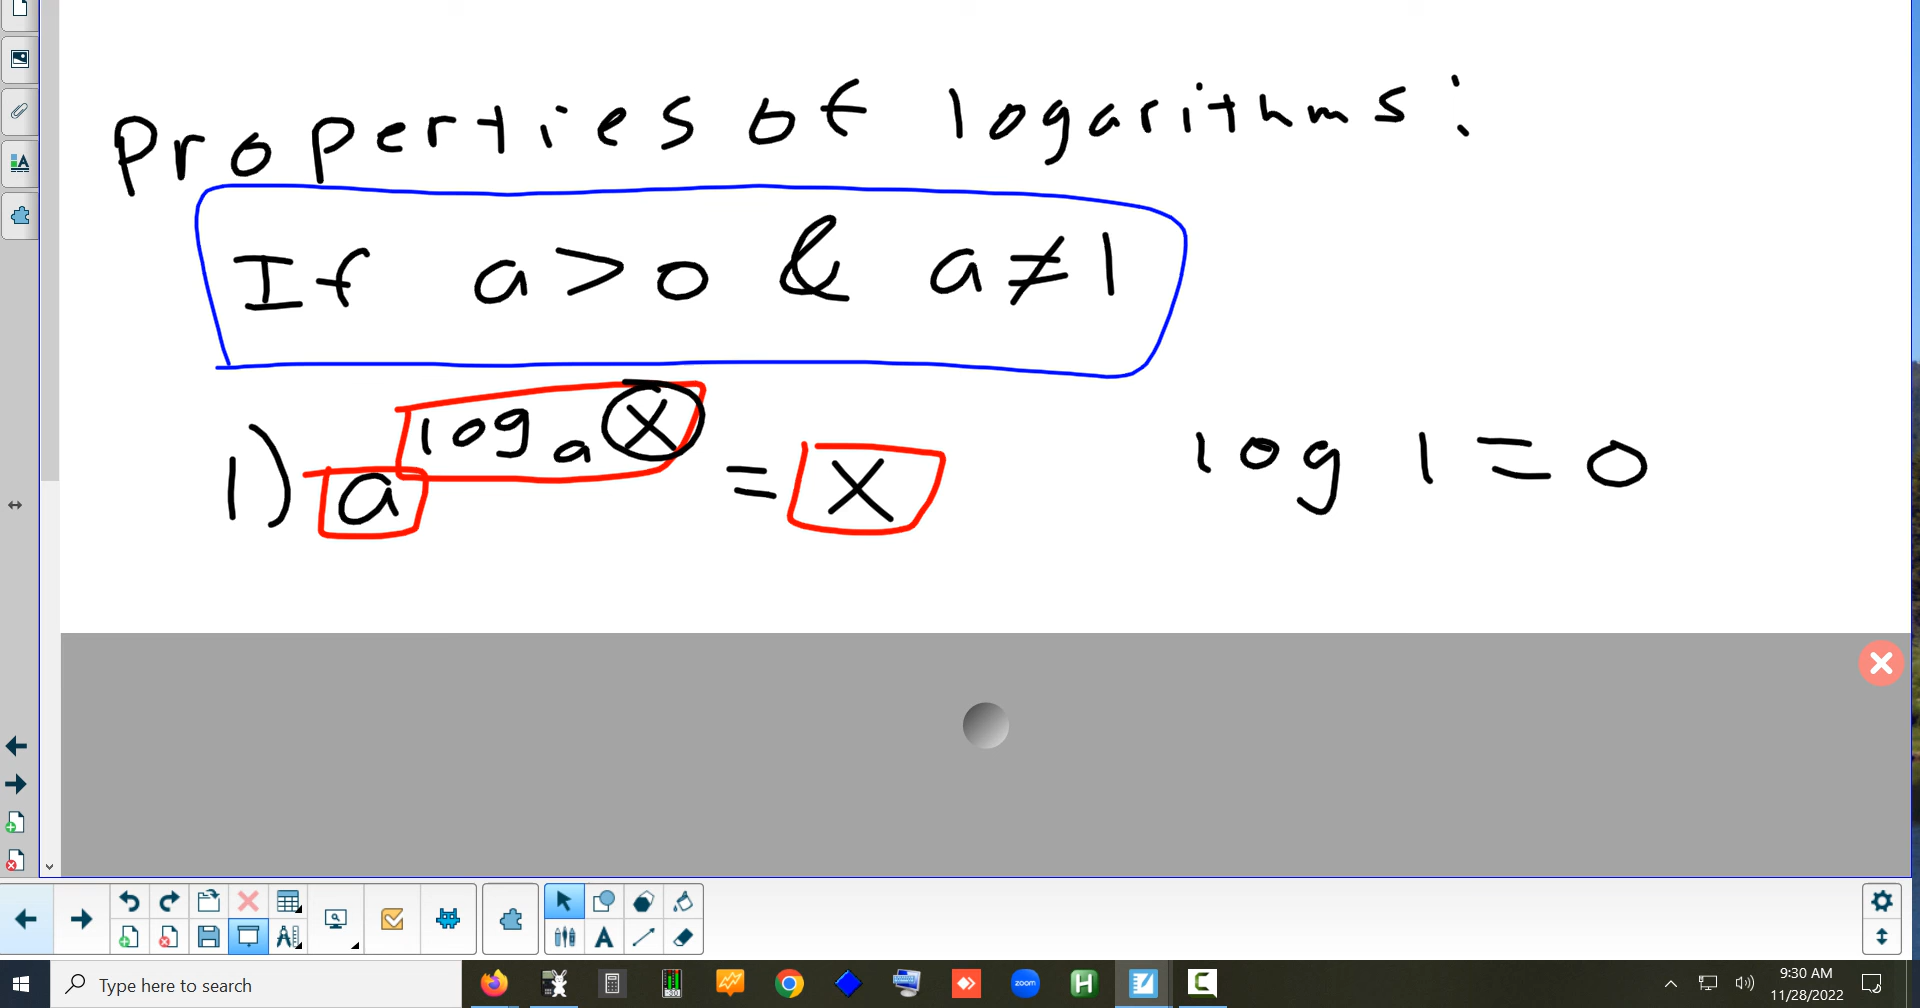 Properties of logarithms:
If a > 0 & a ≠ 1
1) a^(log_a x) = x
log 1 = 0
Type here to search
zoom
9:30 AM
11/28/2022